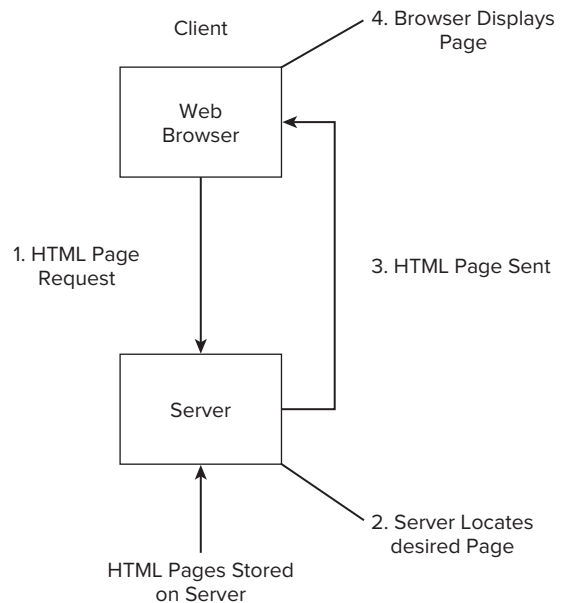 Client
4. Browser Displays
Page
Web
Browser
1. HTML Page
Request
3. HTML Page Sent
Server
2. Server Locates
desired Page
HTML Pages Stored
on Server